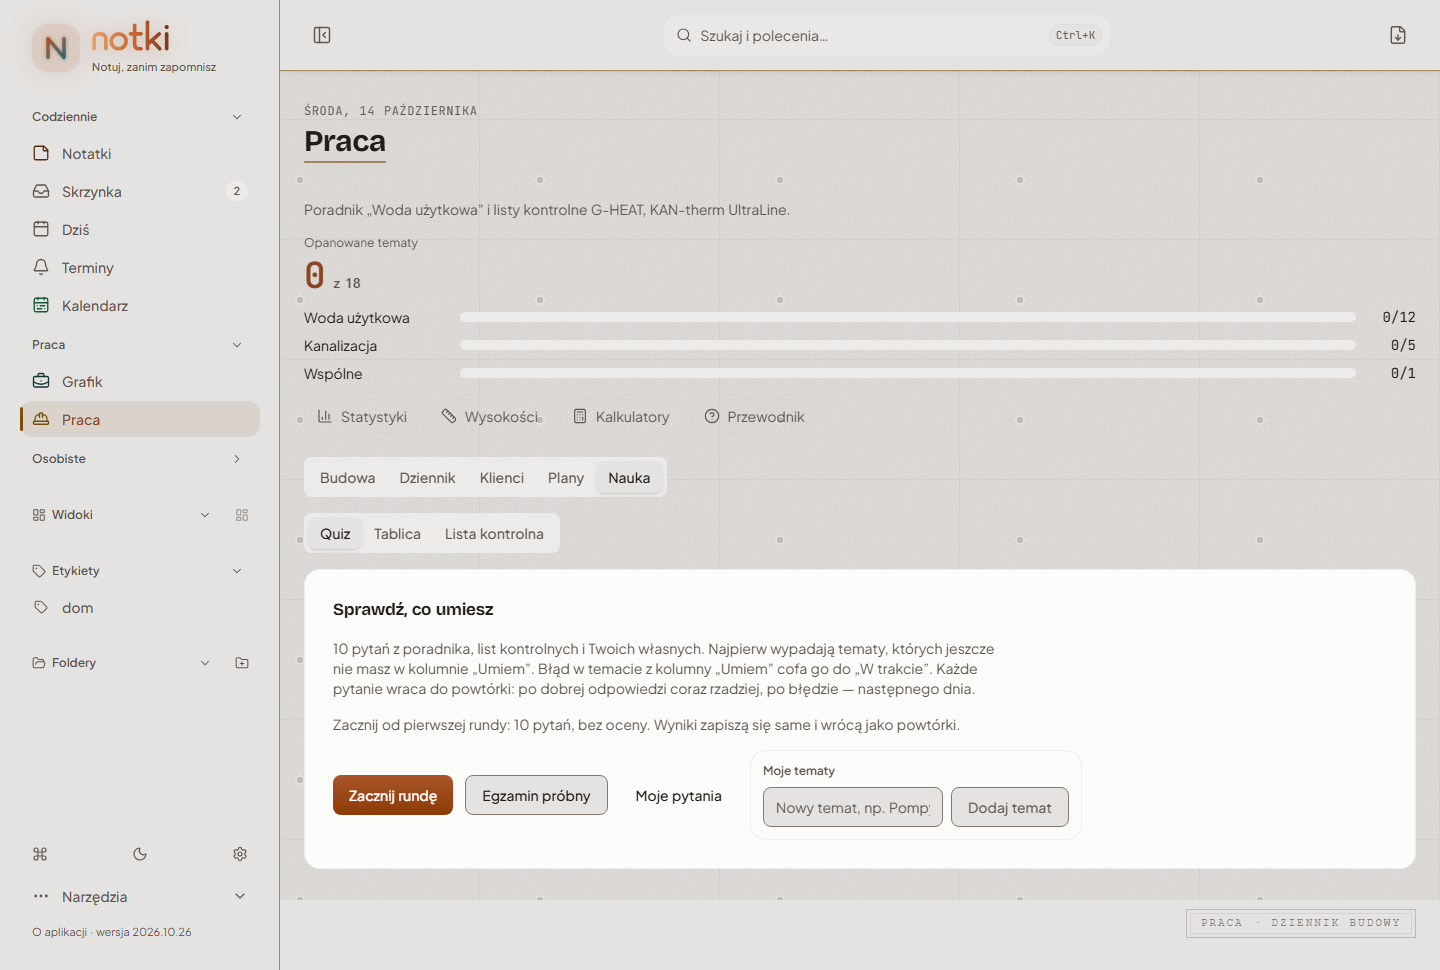 N notki
Notuj, zanim zapomnisz
Codziennie
Notatki
Skrzynka 2
Dziś
Terminy
Kalendarz
Praca
Grafik
Praca
Osobiste
Widoki
Etykiety
dom
Foldery
Narzędzia
O aplikacji · wersja 2026.10.26
Szukaj i polecenia... Ctrl+K
ŚRODA, 14 PAŹDZIERNIKA
Praca
Poradnik „Woda użytkowa” i listy kontrolne G-HEAT, KAN-therm UltraLine.
Opanowane tematy
0 z 18
Woda użytkowa 0/12
Kanalizacja 0/5
Wspólne 0/1
Statystyki Wysokości Kalkulatory Przewodnik
Budowa Dziennik Klienci Plany Nauka
Quiz Tablica Lista kontrolna
Sprawdź, co umiesz
10 pytań z poradnika, list kontrolnych i Twoich własnych. Najpierw wypadają tematy, których jeszcze
nie masz w kolumnie „Umiem”. Błąd w temacie z kolumny „Umiem” cofa go do „W trakcie”. Każde
pytanie wraca do powtórki: po dobrej odpowiedzi coraz rzadziej, po błędzie — następnego dnia.
Zacznij od pierwszej rundy: 10 pytań, bez oceny. Wyniki zapiszą się same i wrócą jako powtórki.
Moje tematy
Zacznij rundę Egzamin próbny Moje pytania Nowy temat, np. Pompy Dodaj temat
PRACA · DZIENNIK BUDOWY